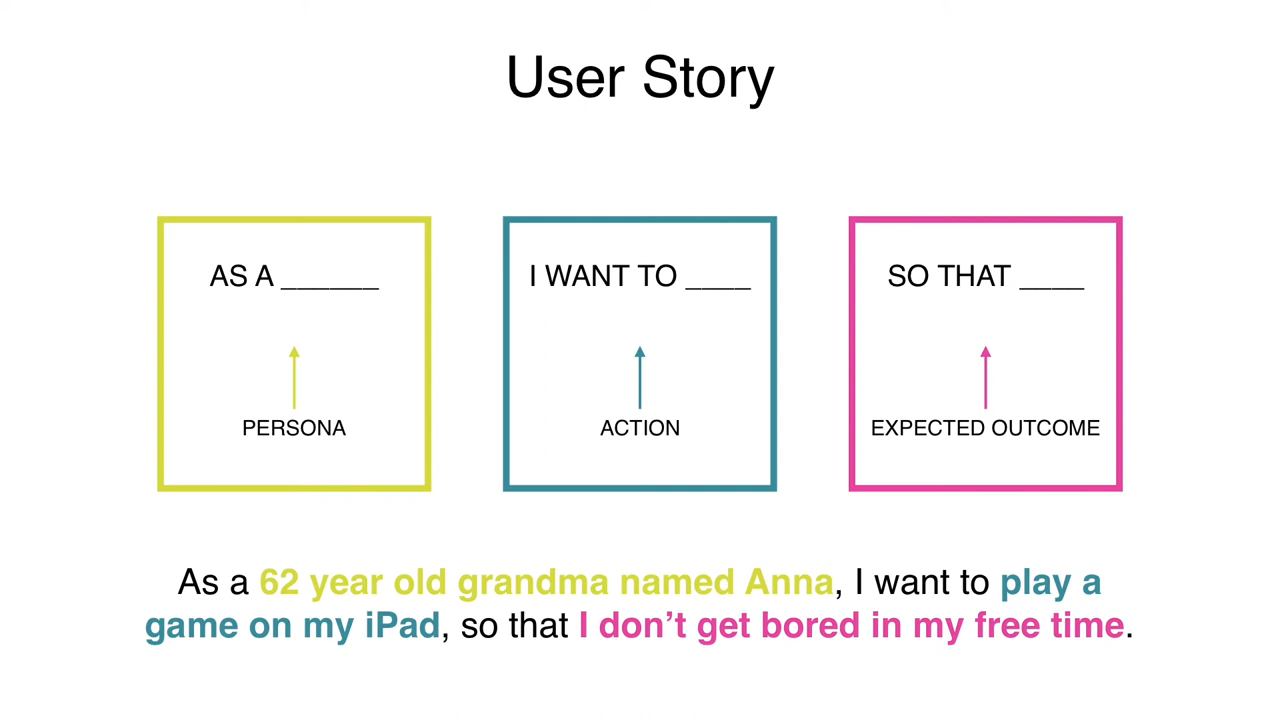 User Story
AS A ______
I WANT TO ____
SO THAT ____
PERSONA
ACTION
EXPECTED OUTCOME
As a 62 year old grandma named Anna, I want to play a
game on my iPad, so that I don’t get bored in my free time.